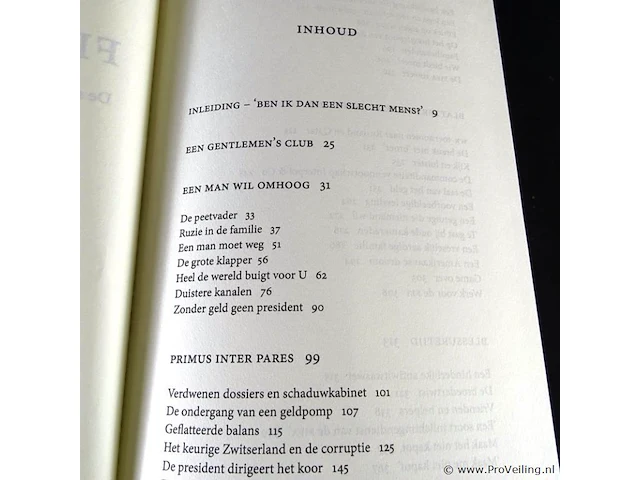 INHOUD
INLEIDING – ‘BEN IK DAN EEN SLECHT MENS?’ 9
EEN GENTLEMEN'S CLUB 25
EEN MAN WIL OMHOOG 31
De peetvader 33
Ruzie in de familie 37
Een man moet weg 51
De grote klapper 56
Heel de wereld buigt voor U 62
Duistere kanalen 76
Zonder geld geen president 90
PRIMUS INTER PARES 99
Verdwenen dossiers en schaduwkabinet 101
De ondergang van een geldpomp 107
Geflatteerde balans 115
Het keurige Zwitserland en de corruptie 125
De president dirigeert het koor 145
© www.ProVeiling.nl